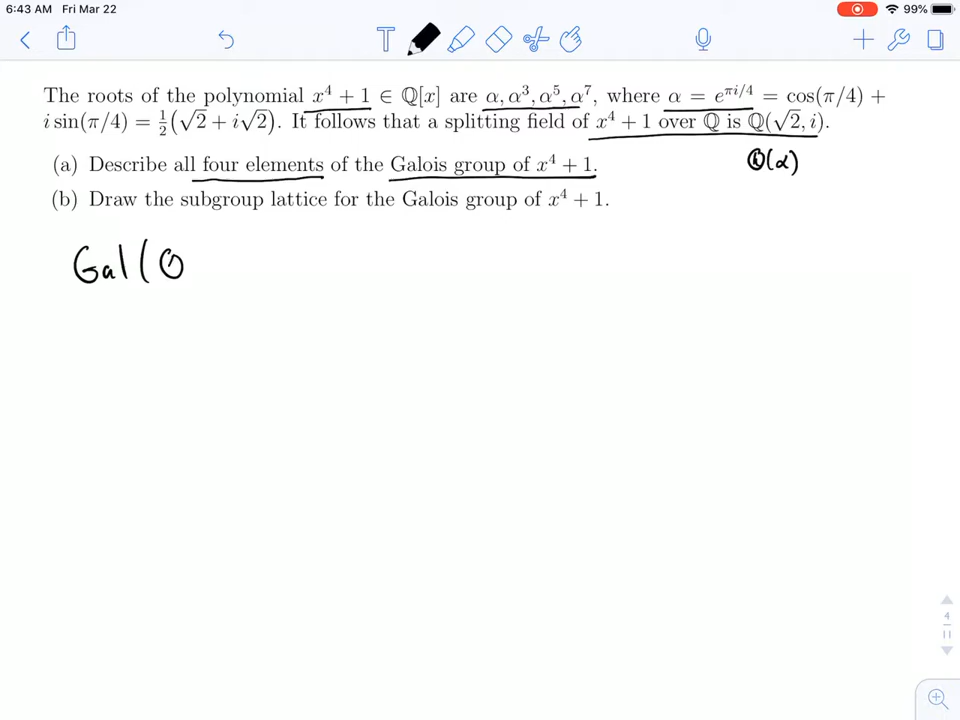 6:43 AM Fri Mar 22 99%
T
The roots of the polynomial x⁴ + 1 ∈ ℚ[x] are α, α³, α⁵, α⁷, where α = e^{πi/4} = cos(π/4) +
i sin(π/4) = ½(√2 + i√2). It follows that a splitting field of x⁴ + 1 over ℚ is ℚ(√2, i).
ℚ(α)
(a) Describe all four elements of the Galois group of x⁴ + 1.
(b) Draw the subgroup lattice for the Galois group of x⁴ + 1.
Gal(ℚ
4
11